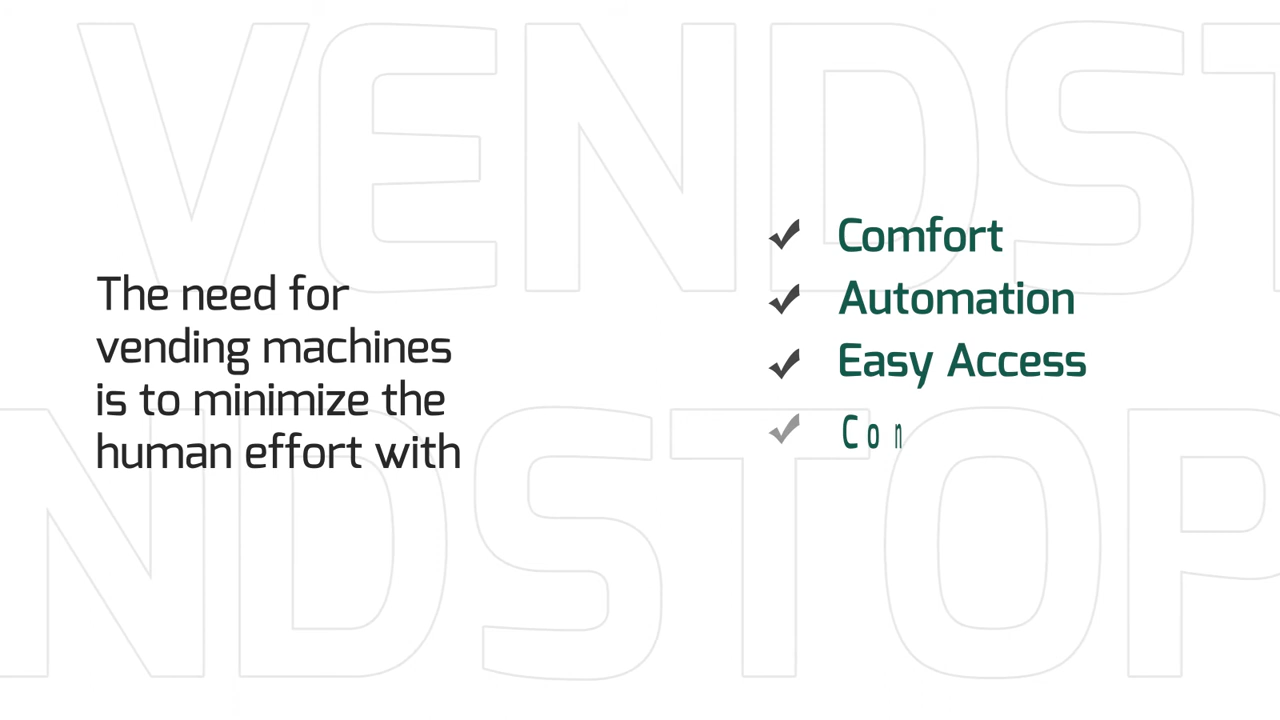 VENDST
NDSTOP
The need for
vending machines
is to minimize the
human effort with
Comfort
Automation
Easy Access
Con